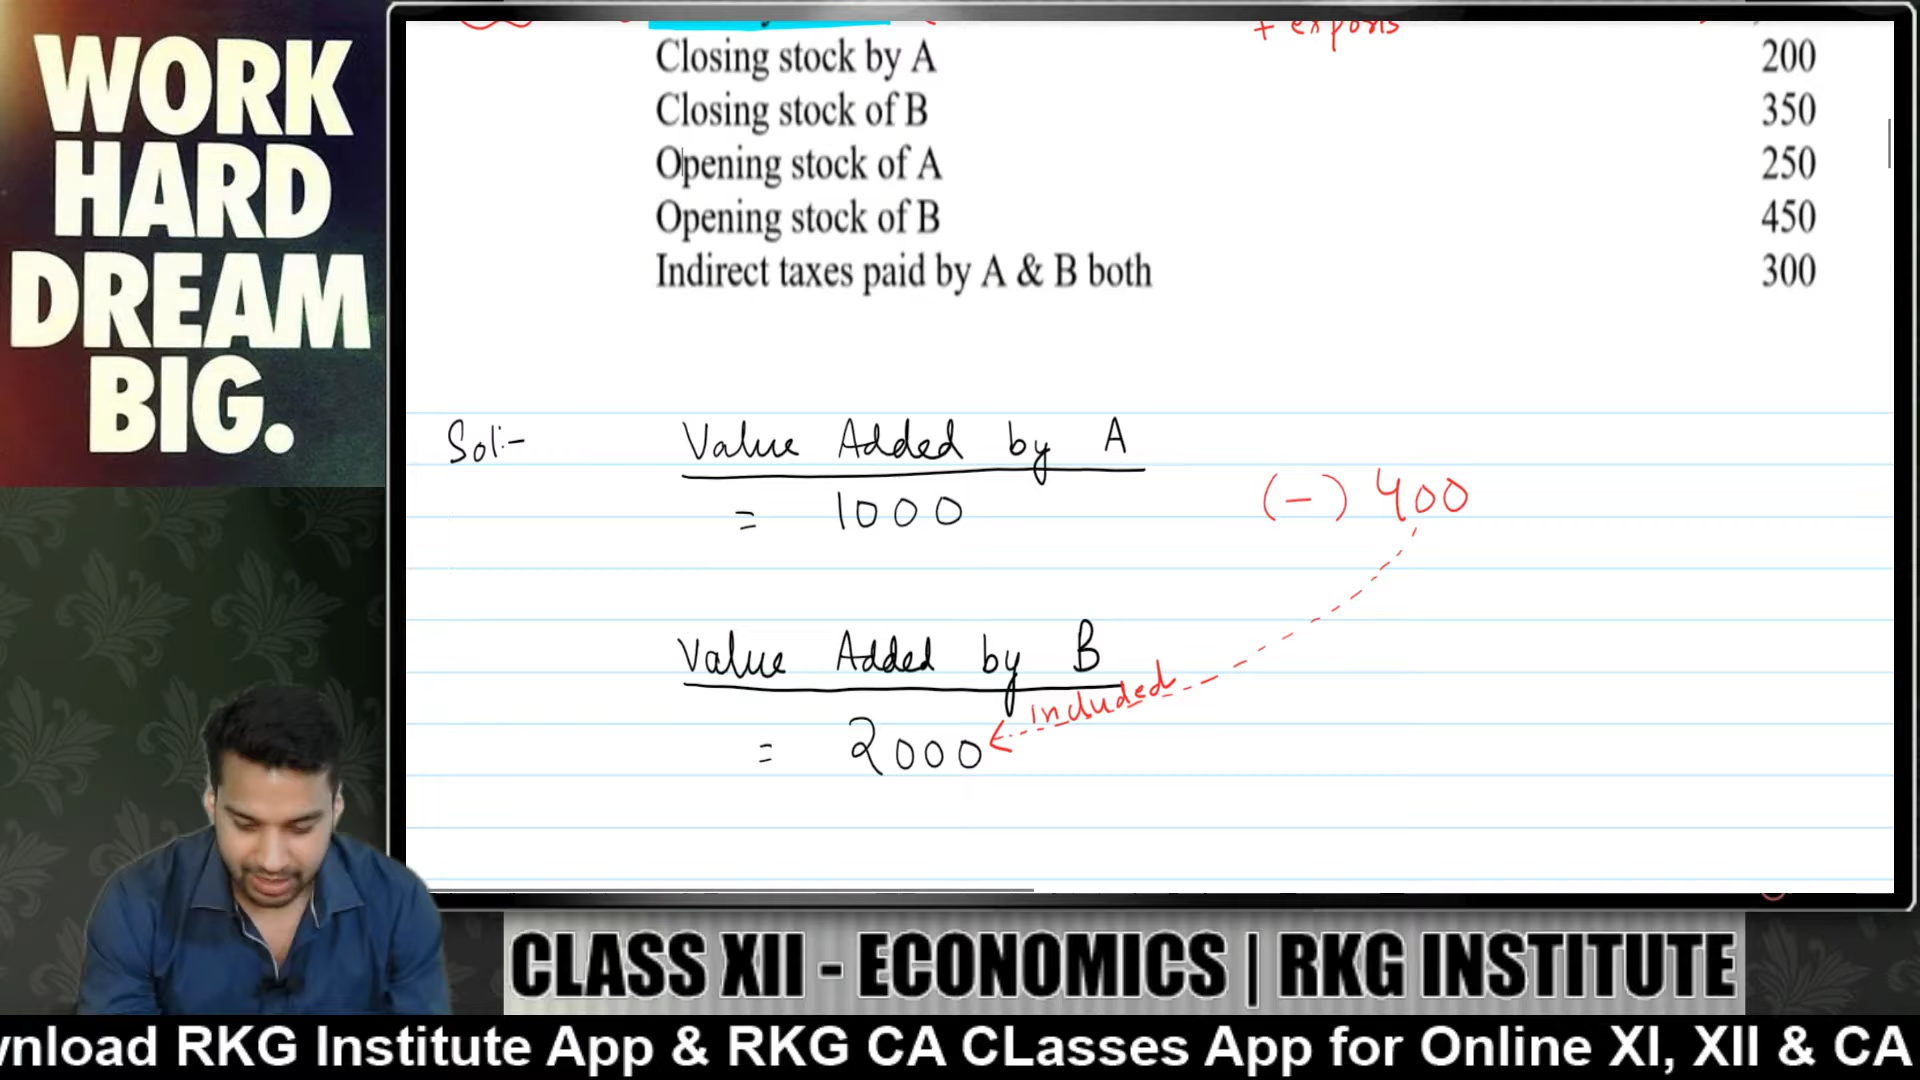 WORK
HARD
DREAM
BIG.
+ exports
Closing stock by A 200
Closing stock of B 350
Opening stock of A 250
Opening stock of B 450
Indirect taxes paid by A & B both 300
Sol:-
Value Added by A
= 1000 (-) 400
Value Added by B
included
= 2000
CLASS XII - ECONOMICS | RKG INSTITUTE
wnload RKG Institute App & RKG CA CLasses App for Online XI, XII & CA